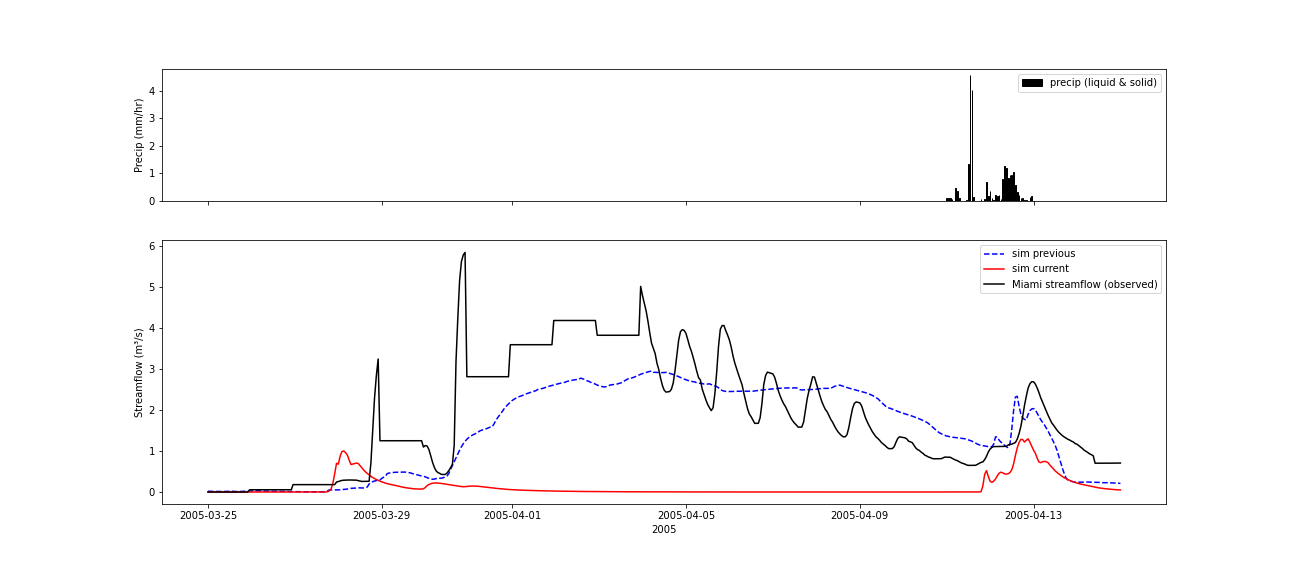 Precip (mm/hr)
4
3
2
1
0
precip (liquid & solid)
Streamflow (m³/s)
6
5
4
3
2
1
0
sim previous
sim current
Miami streamflow (observed)
2005-03-25 2005-03-29 2005-04-01 2005-04-05 2005-04-09 2005-04-13
2005